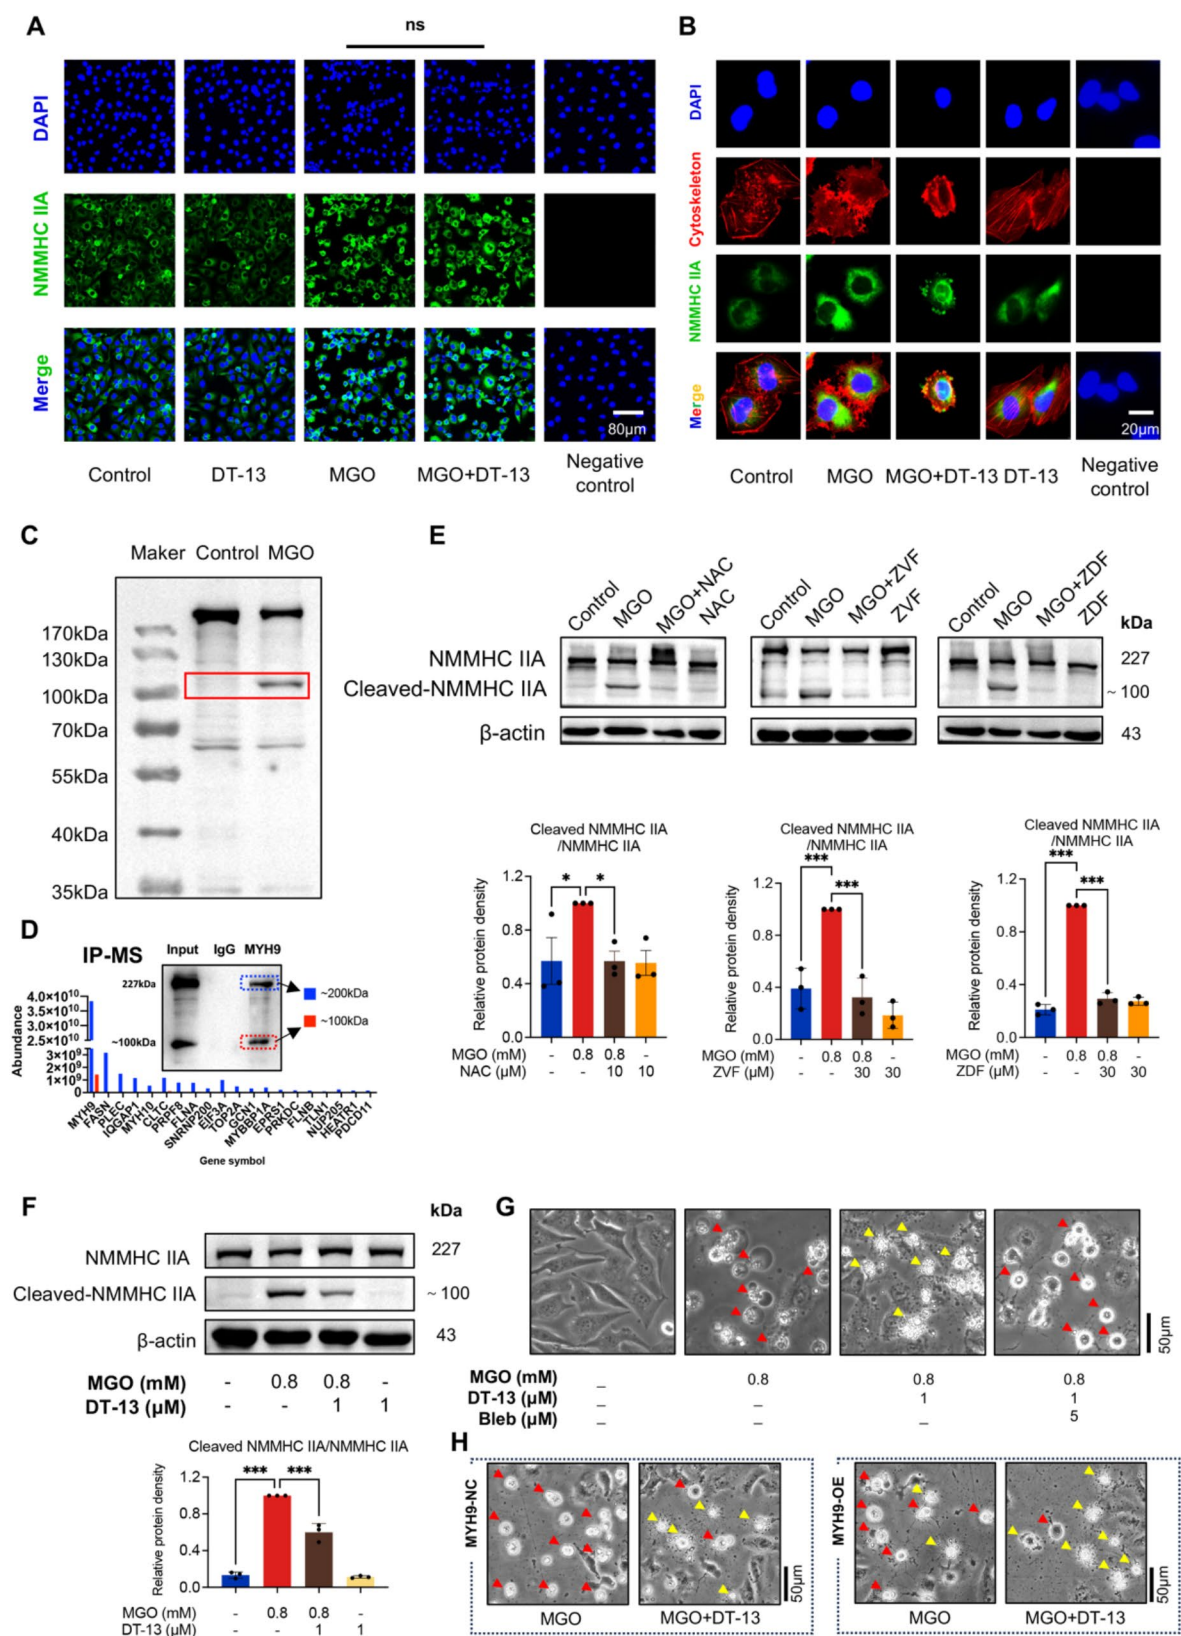 A
ns
DAPI
NMMHC IIA
Merge
80μm
Control
DT-13
MGO
MGO+DT-13
Negative
control
B
DAPI
Cytoskeleton
NMMHC IIA
Merge
20μm
Control
MGO
MGO+DT-13
DT-13
Negative
control
C
Maker Control MGO
170kDa
130kDa
100kDa
70kDa
55kDa
40kDa
35kDa
D
IP-MS
Input IgG MYH9
227kDa
~100kDa
~200kDa
~100kDa
Abundance
4.0×10¹⁰
3.5×10¹⁰
3.0×10¹⁰
2.5×10¹⁰
3×10⁹
2×10⁹
1×10⁹
0
MYH9
FASN
PLEC
IQGAP1
MYH10
CLTC
PRPF8
FLNA
SNRNP200
EIF3A
TOP2A
GCN1
MYBBP1A
EPRS1
PRKDC
FLNB
TLN1
NUP205
HEATR1
PDCD11
Gene symbol
E
Control
MGO
MGO+NAC
NAC
Control
MGO
MGO+ZVF
ZVF
Control
MGO
MGO+ZDF
ZDF
kDa
NMMHC IIA
227
Cleaved-NMMHC IIA
~ 100
β-actin
43
Cleaved NMMHC IIA
/NMMHC IIA
Relative protein density
1.2
0.8
0.4
0.0
* *
MGO (mM) - 0.8 0.8 -
NAC (μM) - - 10 10
Cleaved NMMHC IIA
/NMMHC IIA
Relative protein density
1.2
0.8
0.4
0.0
*** ***
MGO (mM) - 0.8 0.8 -
ZVF (μM) - - 30 30
Cleaved NMMHC IIA
/NMMHC IIA
Relative protein density
1.2
0.8
0.4
0.0
*** ***
MGO (mM) - 0.8 0.8 -
ZDF (μM) - - 30 30
F
kDa
NMMHC IIA
227
Cleaved-NMMHC IIA
~ 100
β-actin
43
MGO (mM) - 0.8 0.8 -
DT-13 (μM) - - 1 1
Cleaved NMMHC IIA/NMMHC IIA
Relative protein density
1.2
0.8
0.4
0.0
*** ***
MGO (mM) - 0.8 0.8 -
DT-13 (μM) - - 1 1
G
50μm
MGO (mM) – 0.8 0.8 0.8
DT-13 (μM) – – 1 1
Bleb (μM) – – – 5
H
MYH9-NC
MGO
MGO+DT-13
50μm
MYH9-OE
MGO
MGO+DT-13
50μm